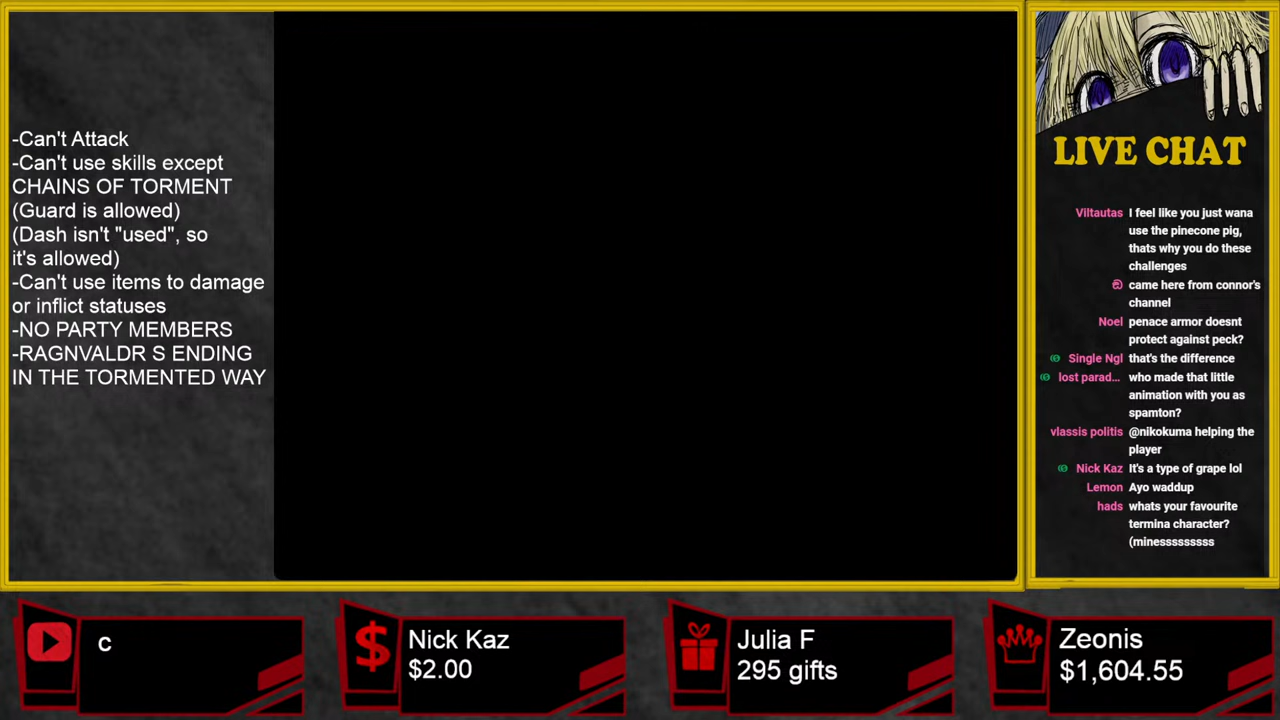 -Can't Attack
-Can't use skills except
CHAINS OF TORMENT
(Guard is allowed)
(Dash isn't "used", so
it's allowed)
-Can't use items to damage
or inflict statuses
-NO PARTY MEMBERS
-RAGNVALDR S ENDING
IN THE TORMENTED WAY
LIVE CHAT
Viltautas I feel like you just wana
use the pinecone pig,
thats why you do these
challenges
came here from connor's
channel
Noel penace armor doesnt
protect against peck?
Single Ngl that's the difference
lost parad... who made that little
animation with you as
spamton?
vlassis politis @nikokuma helping the
player
Nick Kaz It's a type of grape lol
Lemon Ayo waddup
hads whats your favourite
termina character?
(minesssssssss
c
Nick Kaz
$2.00
Julia F
295 gifts
Zeonis
$1,604.55